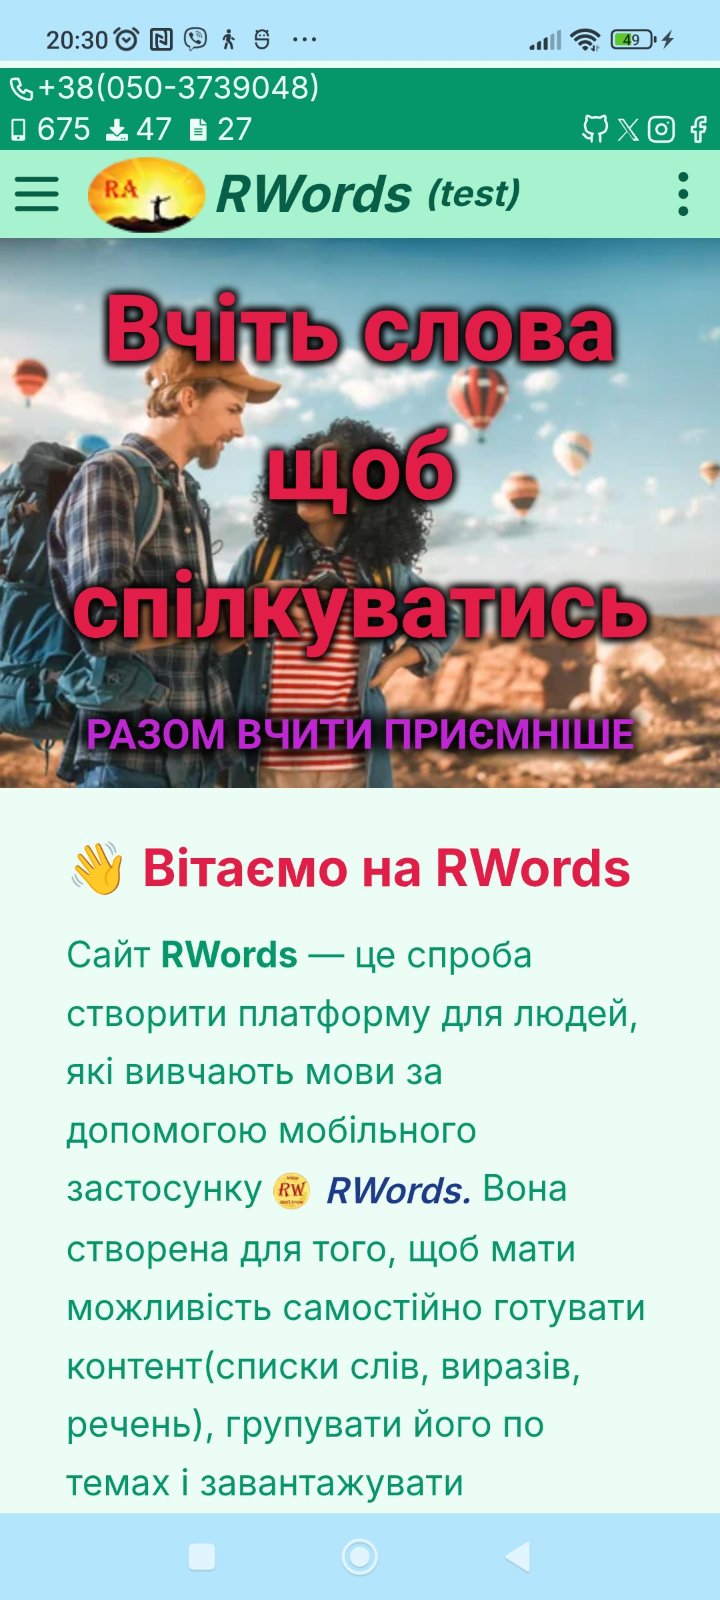 20:30 ... 49
+38(050-3739048)
675 47 27
RA RWords (test)
Вчіть слова
щоб
спілкуватись
РАЗОМ ВЧИТИ ПРИЄМНІШЕ
👋 Вітаємо на RWords
Сайт RWords — це спроба
створити платформу для людей,
які вивчають мови за
допомогою мобільного
застосунку RW RWords. Вона
створена для того, щоб мати
можливість самостійно готувати
контент(списки слів, виразів,
речень), групувати його по
темах і завантажувати